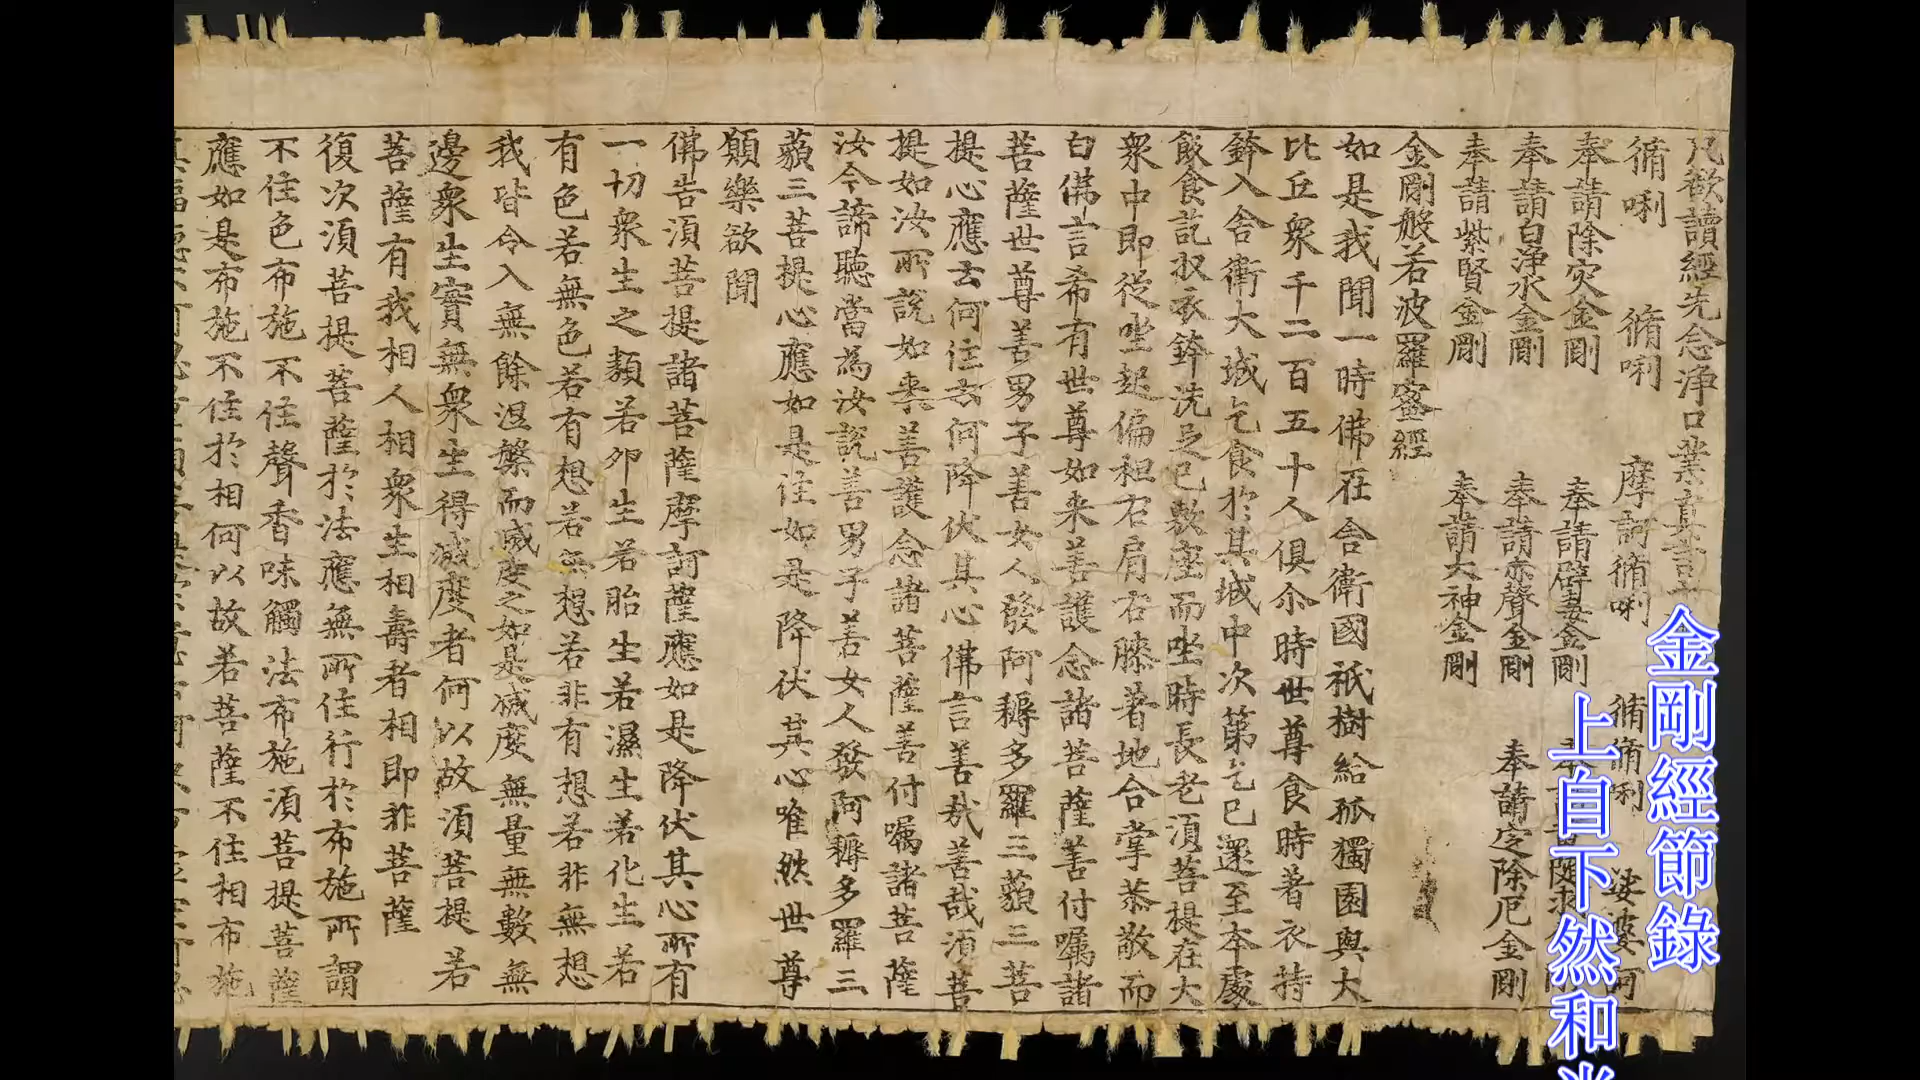 凡欲讀經先念淨口業真言
脩唎 脩唎 摩訶脩唎 脩脩唎 娑婆訶
奉請除灾金剛 奉請辟毒金剛 奉請 隨求
奉請白淨水金剛 奉請赤聲金剛 奉請定除厄金剛
奉請紫賢金剛 奉請大神金剛
金剛般若波羅蜜經
如是我聞一時佛在舍衛國祇樹給孤獨園與大
比丘衆千二百五十人俱尒時世尊食時著衣持
鉢入舍衛大城乞食於其城中次第乞已還至本處
飯食訖収衣鉢洗足已敷座而坐時長老須菩提在大
衆中即從坐起偏袒右肩右膝著地合掌恭敬而
白佛言希有世尊如来善護念諸菩薩善付囑諸
菩薩世尊善男子善女人發阿耨多羅三藐三菩
提心應云何住云何降伏其心佛言善哉善哉須菩
提如汝所說如来善護念諸菩薩善付囑諸菩薩
汝今諦聽當爲汝說善男子善女人發阿耨多羅三
藐三菩提心應如是住如是降伏其心唯然世尊
願樂欲聞
佛告須菩提諸菩薩摩訶薩應如是降伏其心所有
一切衆生之類若卵生若胎生若濕生若化生若
有色若無色若有想若無想若非有想若非無想
我皆令入無餘涅槃而滅度之如是滅度無量無數無
邊衆生實無衆生得滅度者何以故須菩提若
菩薩有我相人相衆生相壽者相即非菩薩
復次須菩提菩薩於法應無所住行於布施所謂
不住色布施不住聲香味觸法布施須菩提菩薩
應如是布施不住於相何以故若菩薩不住相布施
金剛經節錄
上自下然和尚